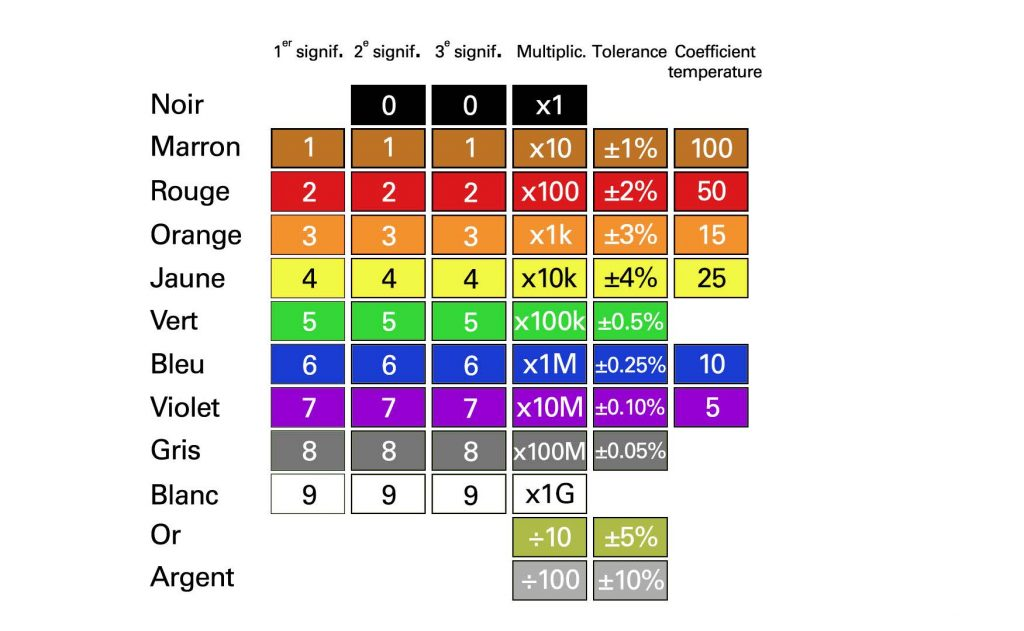 1er signif. 2e signif. 3e signif. Multiplic. Tolerance Coefficient
temperature
Noir 0 0 x1
Marron 1 1 1 x10 ±1% 100
Rouge 2 2 2 x100 ±2% 50
Orange 3 3 3 x1k ±3% 15
Jaune 4 4 4 x10k ±4% 25
Vert 5 5 5 x100k ±0.5%
Bleu 6 6 6 x1M ±0.25% 10
Violet 7 7 7 x10M ±0.10% 5
Gris 8 8 8 x100M ±0.05%
Blanc 9 9 9 x1G
Or ÷10 ±5%
Argent ÷100 ±10%